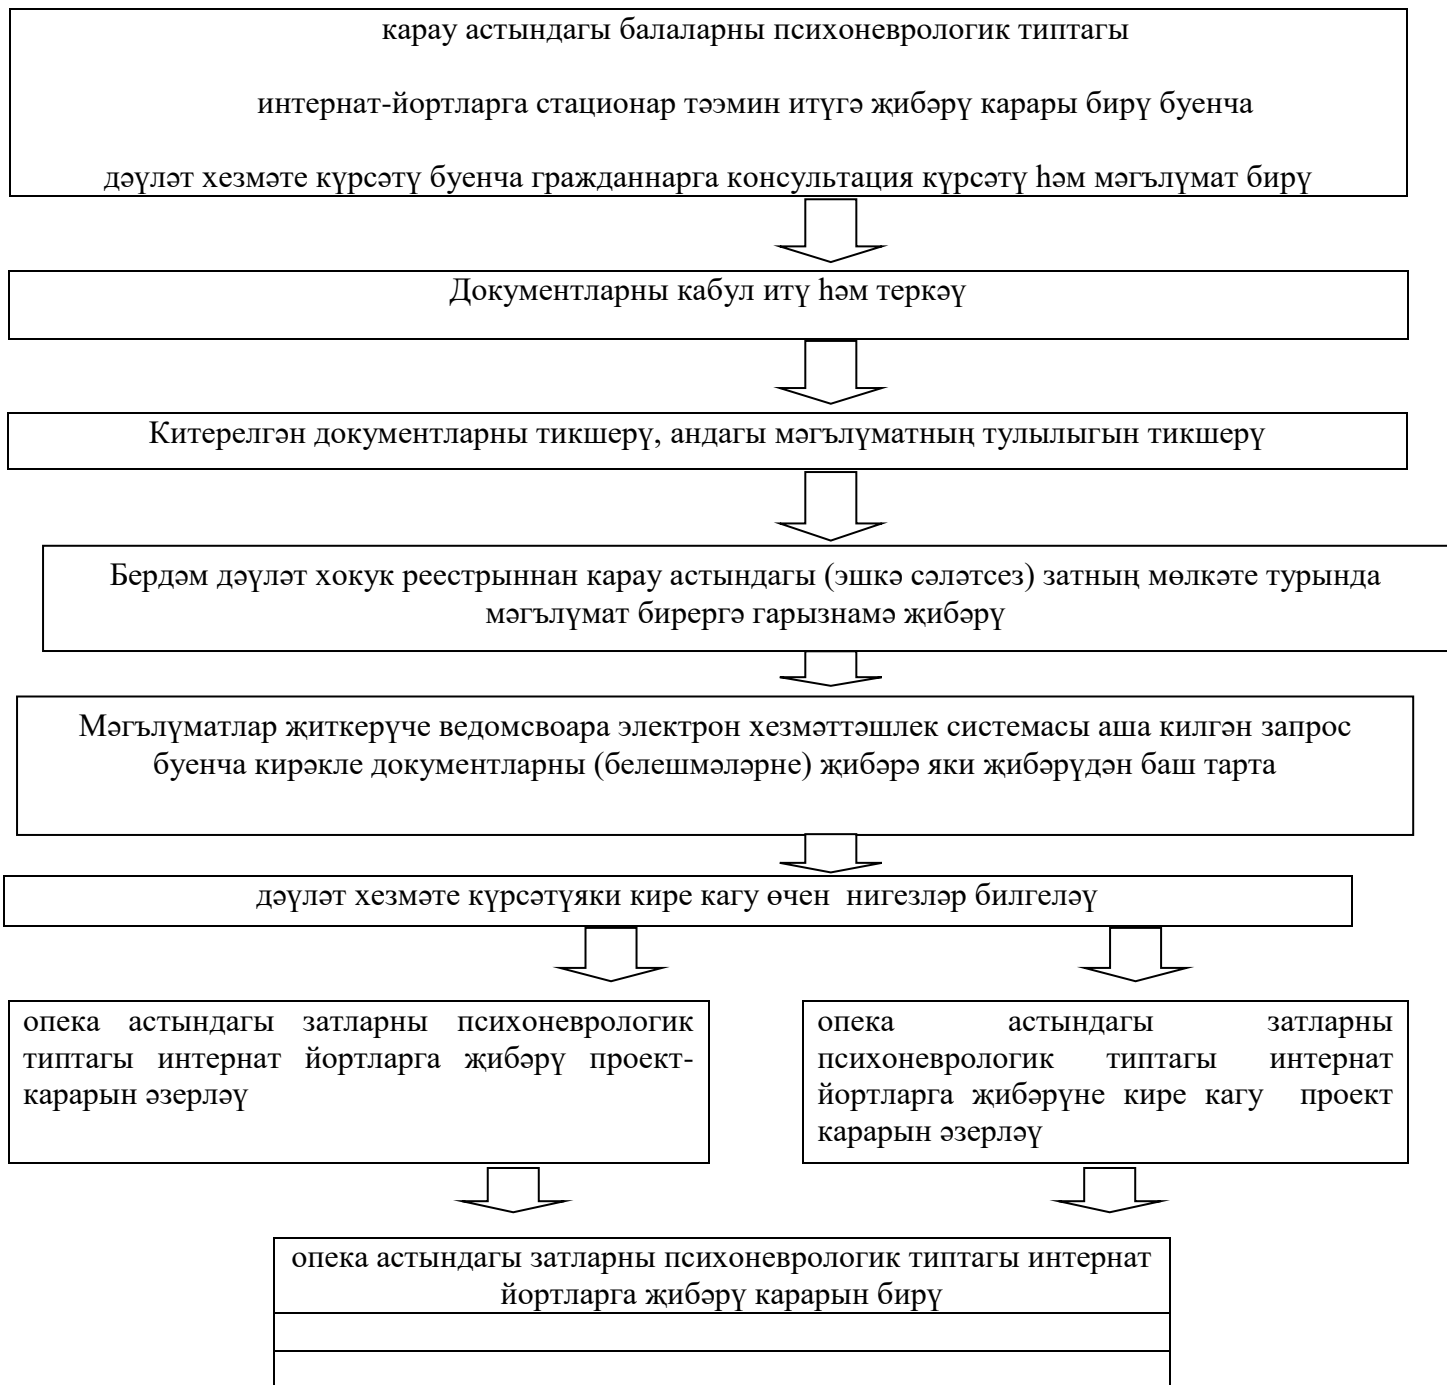 карау астындагы балаларны психоневрологик типтагы
интернат-йортларга стационар тәэмин итүгә җибәрү карары бирү буенча
дәүләт хезмәте күрсәтү буенча гражданнарга консультация күрсәтү һәм мәгълүмат бирү
Документларны кабул итү һәм теркәү
Китерелгән документларны тикшерү, андагы мәгълүматның тулылыгын тикшерү
Бердәм дәүләт хокук реестрыннан карау астындагы (эшкә сәләтсез) затның мөлкәте турында
мәгълүмат бирергә гарызнамә җибәрү
Мәгълүматлар җиткерүче ведомсвоара электрон хезмәттәшлек системасы аша килгән запрос
буенча кирәкле документларны (белешмәләрне) җибәрә яки җибәрүдән баш тарта
дәүләт хезмәте күрсәтүяки кире кагу өчен  нигезләр билгеләү
опека астындагы затларны психоневрологик
типтагы интернат йортларга җибәрү проект-
карарын әзерләү
опека астындагы затларны
психоневрологик типтагы интернат
йортларга җибәрүне кире кагу  проект
карарын әзерләү
опека астындагы затларны психоневрологик типтагы интернат
йортларга җибәрү карарын бирү